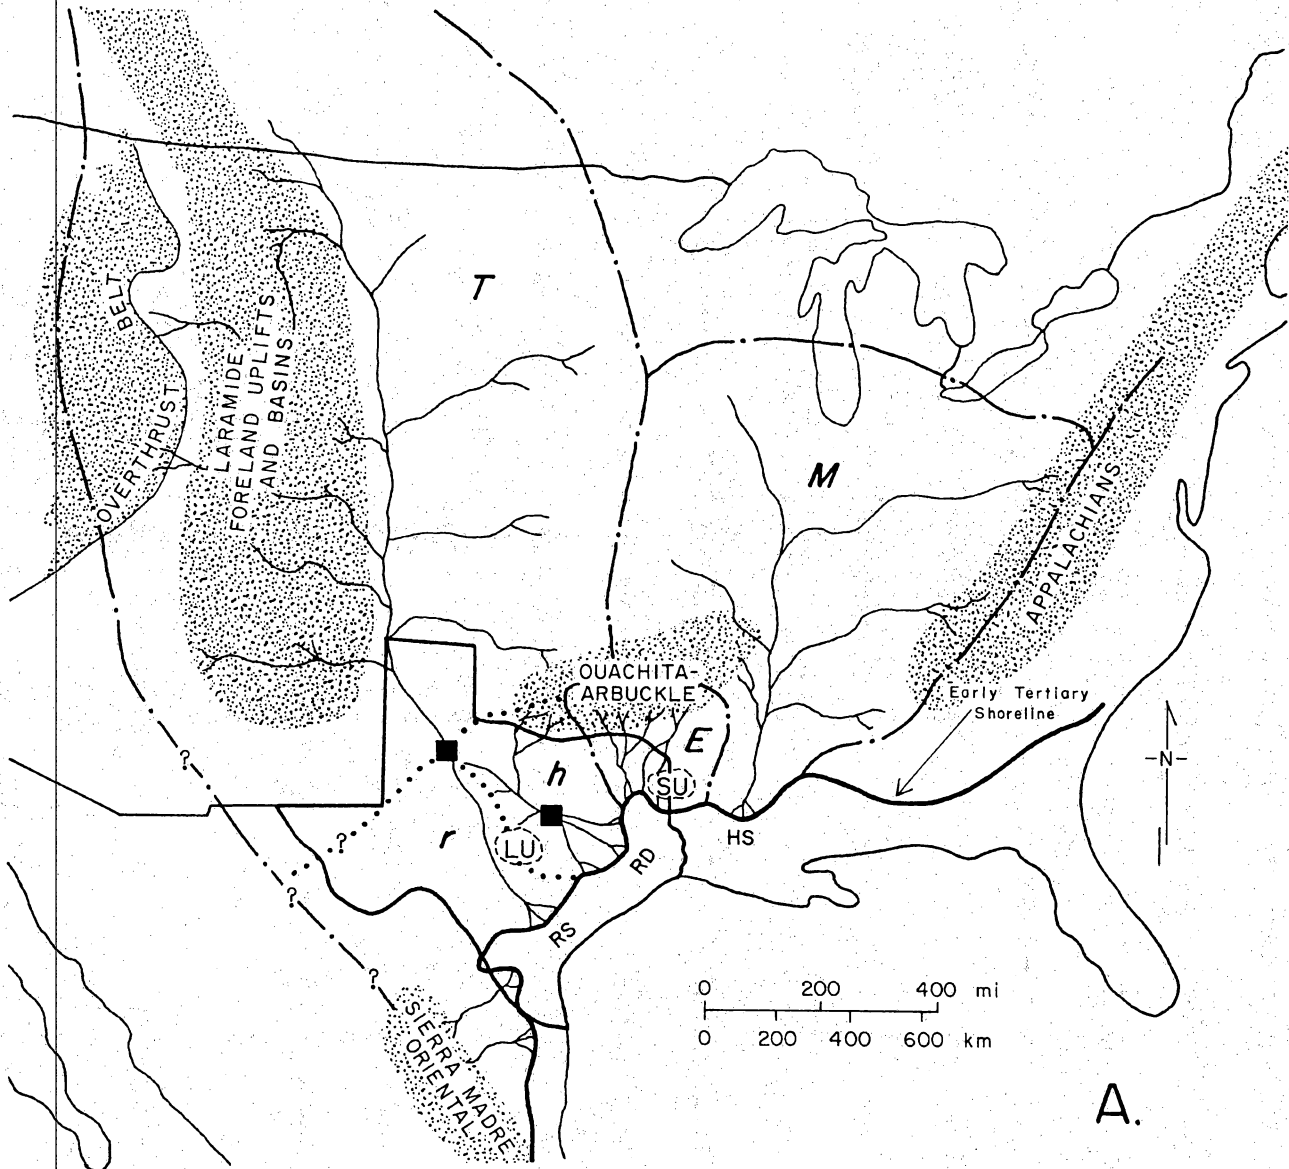 T
BELT
OVERTHRUST
LARAMIDE
FORELAND UPLIFTS
AND BASINS
M
APPALACHIANS
OUACHITA-
ARBUCKLE
Early Tertiary
Shoreline
E
?
-N-
h
SU
?
r
LU
HS
RD
?
RS
?
SIERRA MADRE
ORIENTAL
0 200 400 mi
0 200 400 600 km
A.